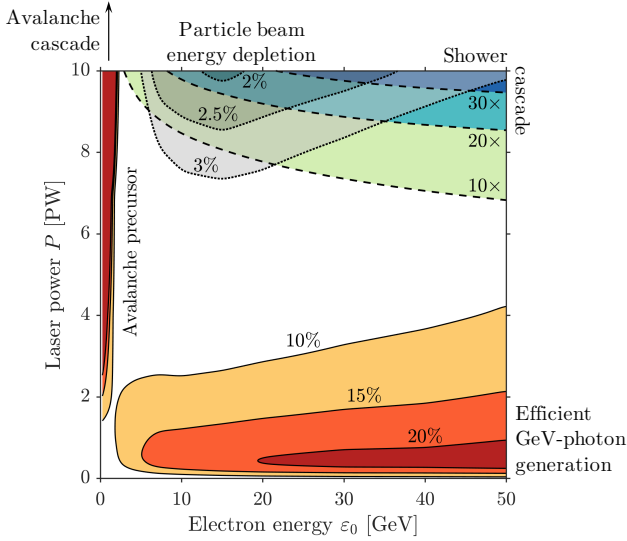 Avalanche
cascade
Particle beam
energy depletion
Shower
cascade
10
8
6
4
2
0
Laser power P [PW]
Avalanche precursor
2%
2.5%
3%
30×
20×
10×
10%
15%
20%
Efficient
GeV-photon
generation
0
10
20
30
40
50
Electron energy ε₀ [GeV]